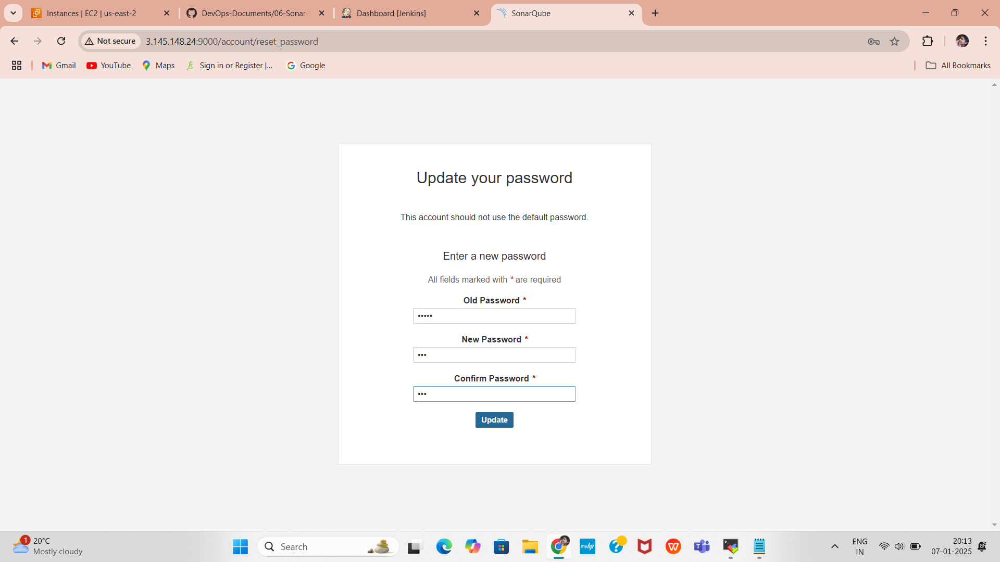 Instances | EC2 | us-east-2
DevOps-Documents/06-Sonar-
Dashboard [Jenkins]
SonarQube
Not secure
3.145.148.24:9000/account/reset_password
Gmail
YouTube
Maps
Sign in or Register |...
Google
All Bookmarks
Update your password
This account should not use the default password.
Enter a new password
All fields marked with * are required
Old Password *
•••••
New Password *
•••
Confirm Password *
•••
Update
1
20°C
Mostly cloudy
Search
myhp
ENG
IN
20:13
07-01-2025